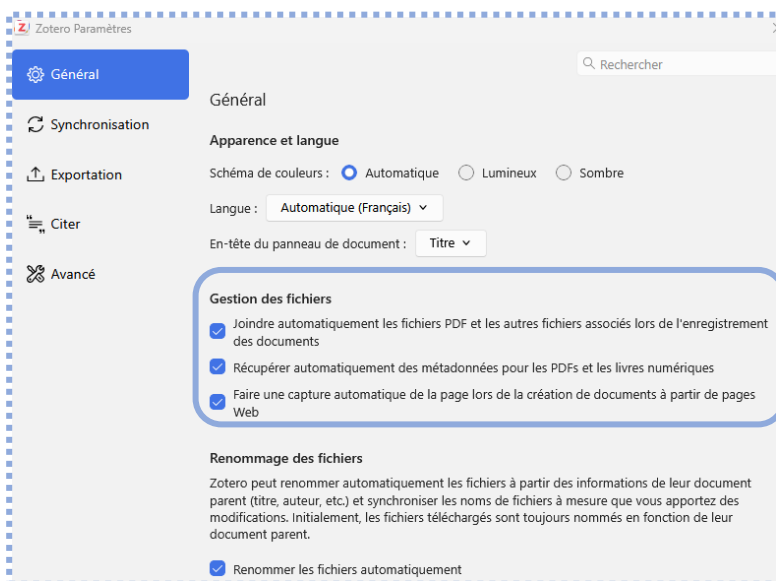 Zotero Paramètres
Rechercher
Général
Synchronisation
Exportation
Citer
Avancé
Général
Apparence et langue
Schéma de couleurs : Automatique Lumineux Sombre
Langue : Automatique (Français)
En-tête du panneau de document : Titre
Gestion des fichiers
Joindre automatiquement les fichiers PDF et les autres fichiers associés lors de l'enregistrement
des documents
Récupérer automatiquement des métadonnées pour les PDFs et les livres numériques
Faire une capture automatique de la page lors de la création de documents à partir de pages
Web
Renommage des fichiers
Zotero peut renommer automatiquement les fichiers à partir des informations de leur document
parent (titre, auteur, etc.) et synchroniser les noms de fichiers à mesure que vous apportez des
modifications. Initialement, les fichiers téléchargés sont toujours nommés en fonction de leur
document parent.
Renommer les fichiers automatiquement